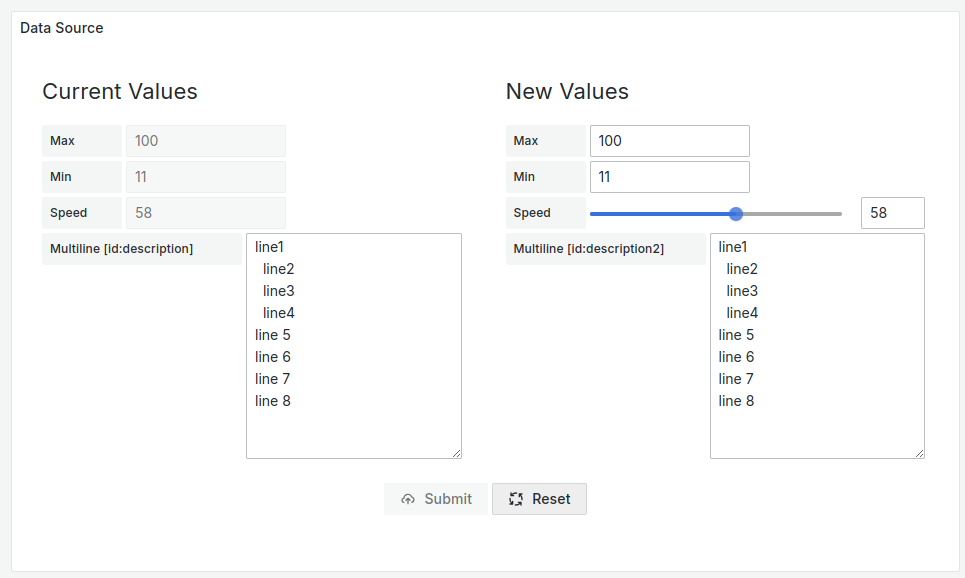 Data Source
Current Values
Max
100
Min
11
Speed
58
Multiline [id:description]
line1
line2
line3
line4
line 5
line 6
line 7
line 8
New Values
Max
100
Min
11
Speed
58
Multiline [id:description2]
line1
line2
line3
line4
line 5
line 6
line 7
line 8
Submit
Reset